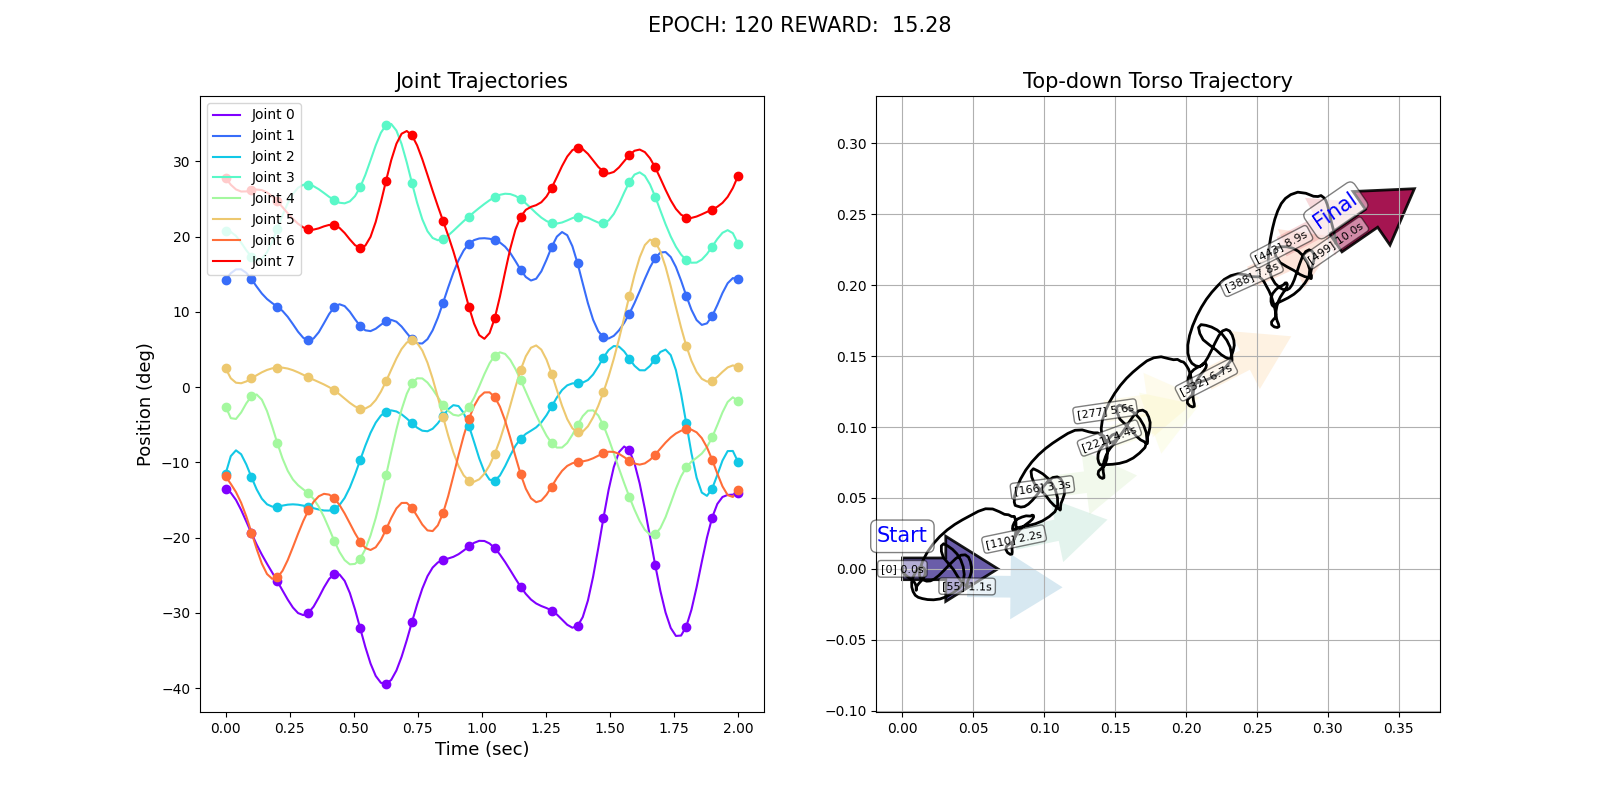 EPOCH: 120 REWARD:  15.28
Joint Trajectories
Joint 0
Joint 1
Joint 2
Joint 3
Joint 4
Joint 5
Joint 6
Joint 7
Position (deg)
30
20
10
0
−10
−20
−30
−40
0.00 0.25 0.50 0.75 1.00 1.25 1.50 1.75 2.00
Time (sec)
Top-down Torso Trajectory
0.30
0.25
0.20
0.15
0.10
0.05
0.00
−0.05
−0.10
0.00 0.05 0.10 0.15 0.20 0.25 0.30 0.35
Start
Final
[0] 0.0s
[55] 1.1s
[110] 2.2s
[166] 3.3s
[221] 4.4s
[277] 5.6s
[332] 6.7s
[388] 7.8s
[443] 8.9s
[499] 10.0s